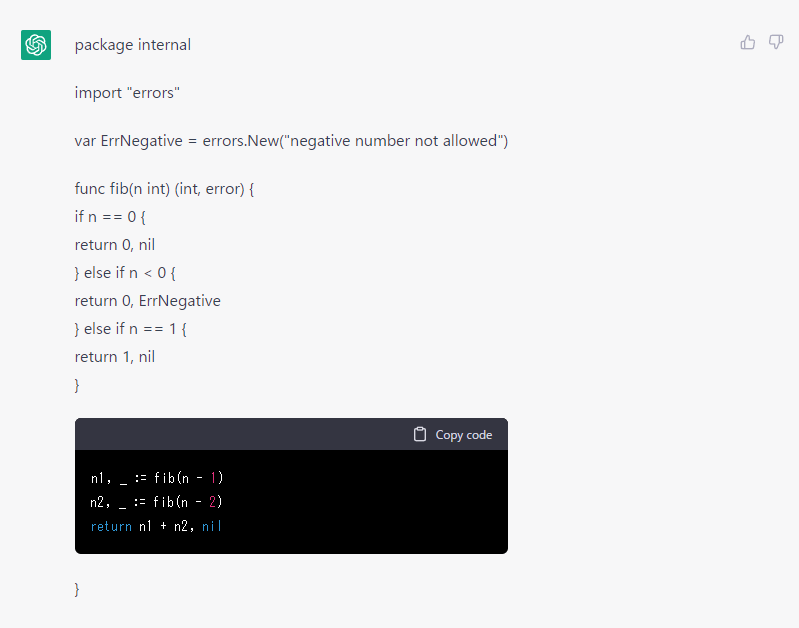 package internal
import "errors"
var ErrNegative = errors.New("negative number not allowed")
func fib(n int) (int, error) {
if n == 0 {
return 0, nil
} else if n < 0 {
return 0, ErrNegative
} else if n == 1 {
return 1, nil
}
Copy code
n1, _ := fib(n - 1)
n2, _ := fib(n - 2)
return n1 + n2, nil
}